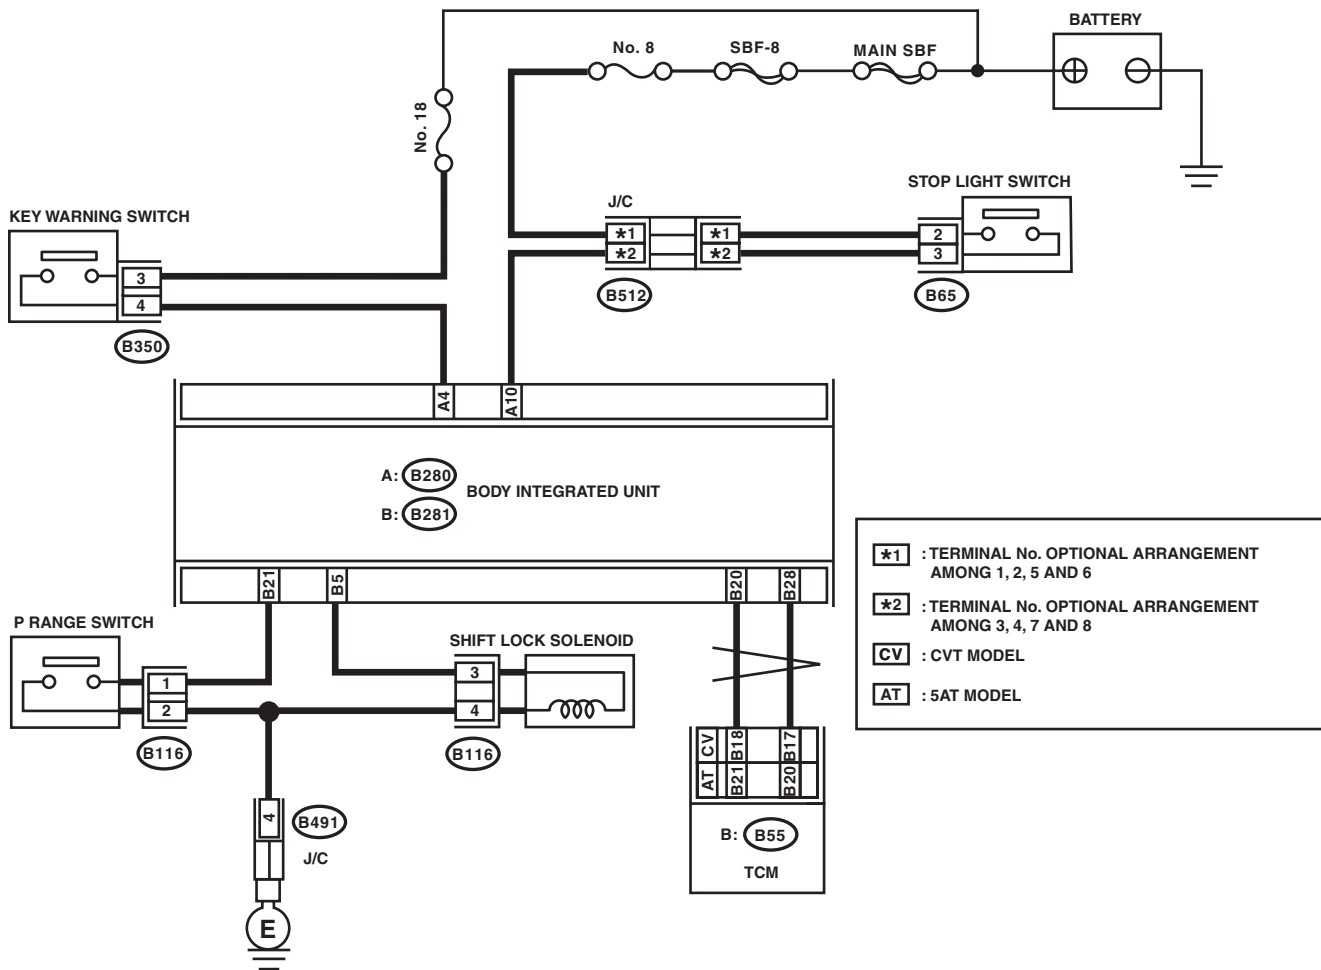 BATTERY
No. 8
SBF-8
MAIN SBF
No. 18
STOP LIGHT SWITCH
J/C
KEY WARNING SWITCH
*1
*1
2
*2
*2
3
3
4
B512
B65
B350
A4
A10
A: B280
BODY INTEGRATED UNIT
B: B281
*1 : TERMINAL No. OPTIONAL ARRANGEMENT
AMONG 1, 2, 5 AND 6
*2 : TERMINAL No. OPTIONAL ARRANGEMENT
AMONG 3, 4, 7 AND 8
CV : CVT MODEL
AT : 5AT MODEL
B21
B5
B20
B28
P RANGE SWITCH
SHIFT LOCK SOLENOID
1
2
3
4
B116
B116
CV
B18
B17
AT
B21
B20
4
B491
J/C
B: B55
TCM
E